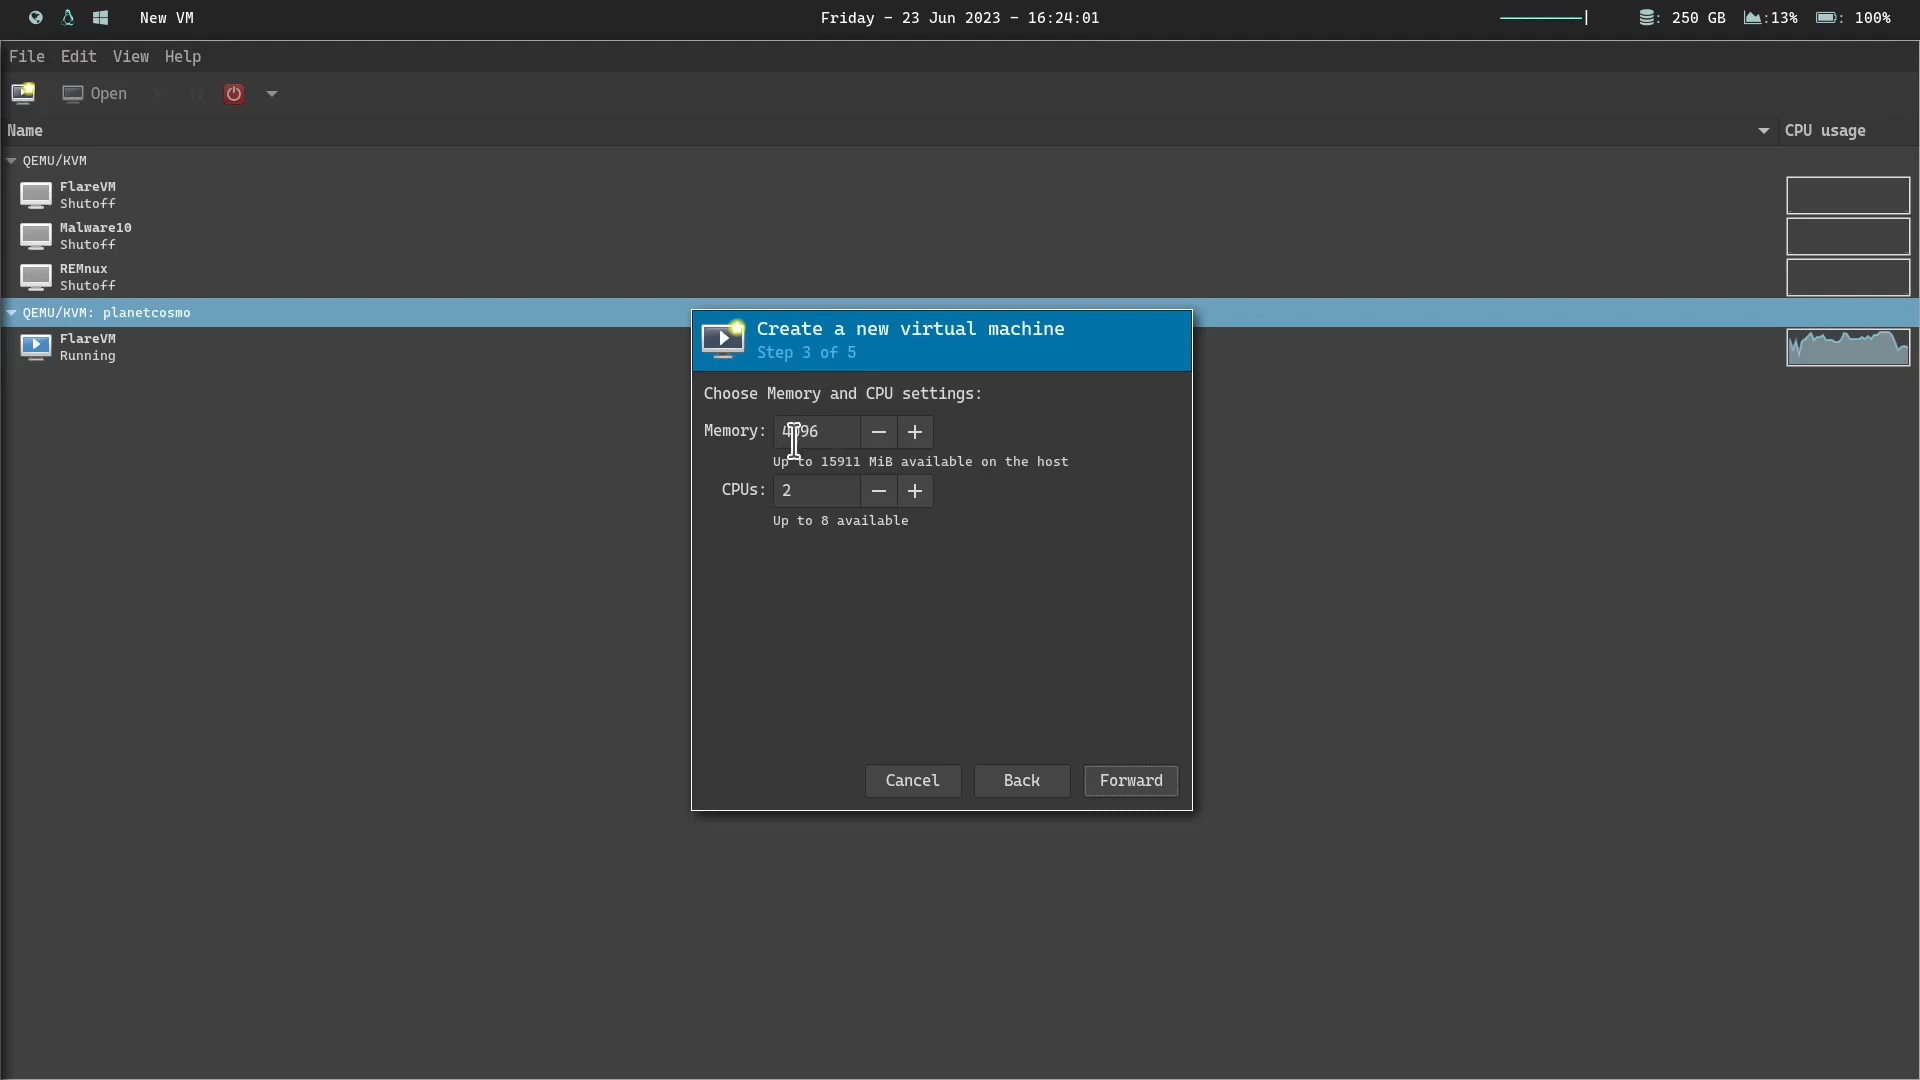 New VM
Friday - 23 Jun 2023 - 16:24:01
: 250 GB
:13%
: 100%
File Edit View Help
Open
Name
CPU usage
QEMU/KVM
FlareVM
Shutoff
Malware10
Shutoff
REMnux
Shutoff
QEMU/KVM: planetcosmo
FlareVM
Running
Create a new virtual machine
Step 3 of 5
Choose Memory and CPU settings:
Memory: 4096
Up to 15911 MiB available on the host
CPUs: 2
Up to 8 available
Cancel Back Forward